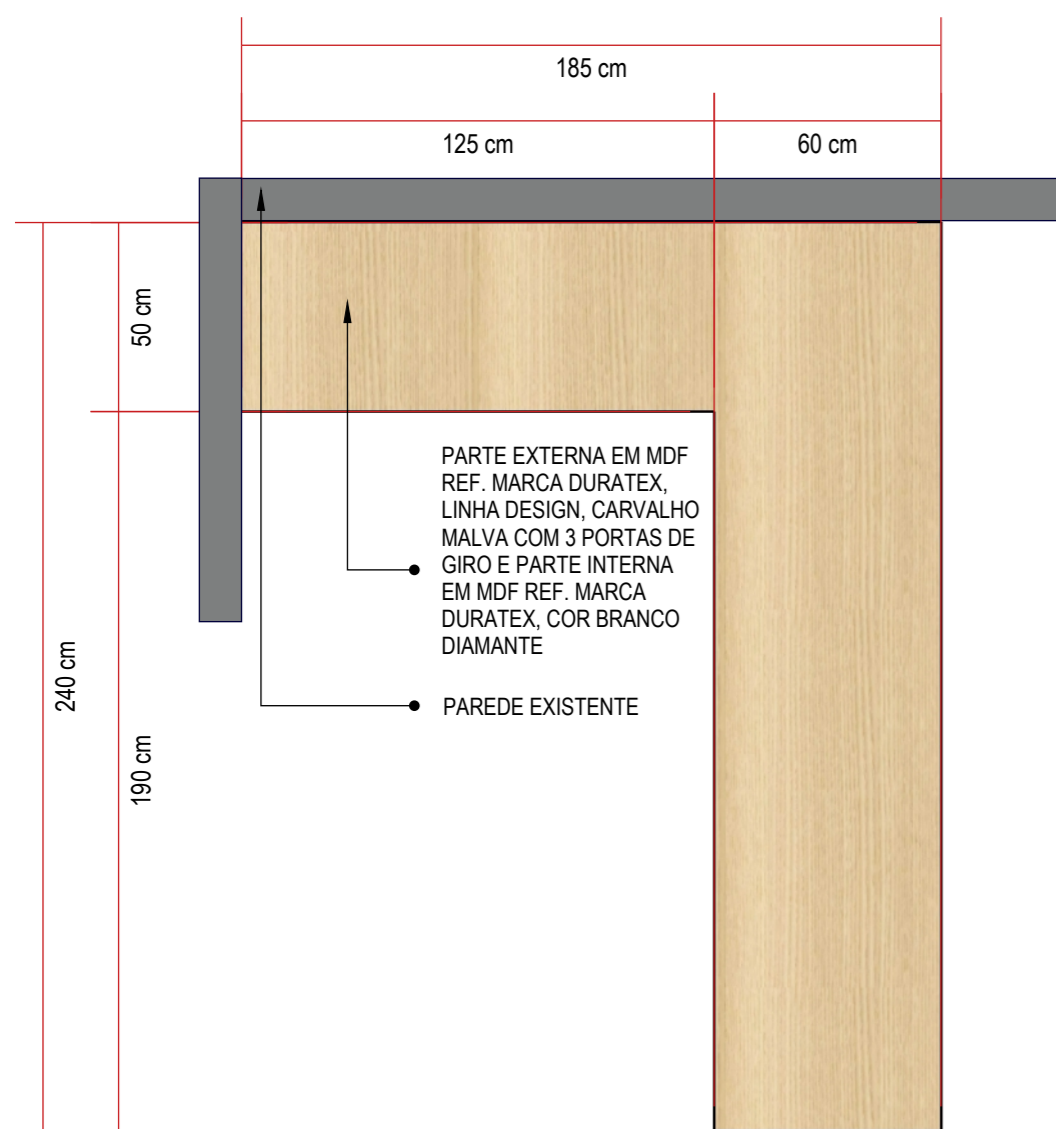 185 cm
125 cm
60 cm
50 cm
PARTE EXTERNA EM MDF
REF. MARCA DURATEX,
LINHA DESIGN, CARVALHO
MALVA COM 3 PORTAS DE
GIRO E PARTE INTERNA
EM MDF REF. MARCA
DURATEX, COR BRANCO
DIAMANTE
240 cm
PAREDE EXISTENTE
190 cm